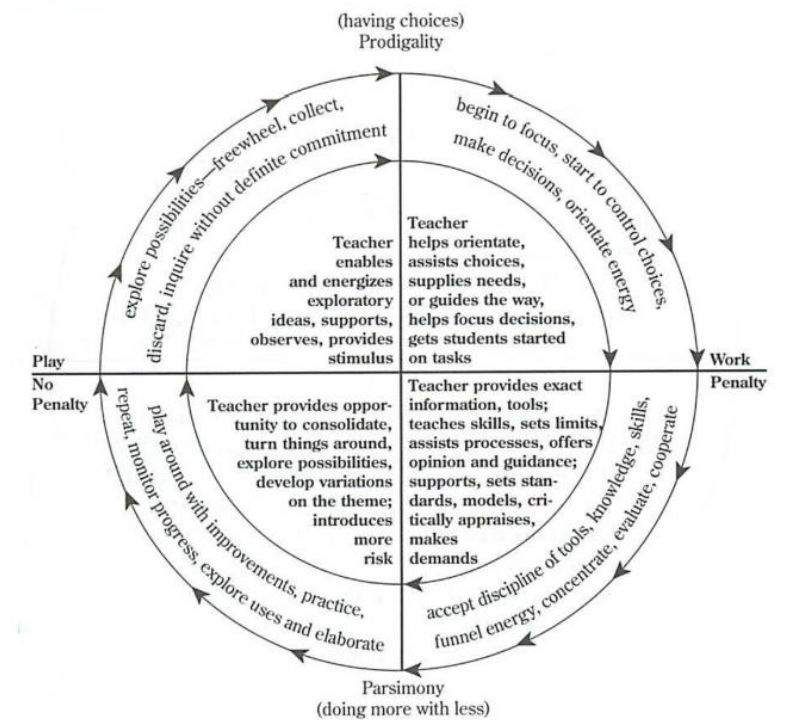 (having choices)
Prodigality
explore possibilities—freewheel, collect,
discard, inquire without definite commitment
begin to focus, start to control choices,
make decisions, orientate energy
Teacher
enables
and energizes
exploratory
ideas, supports,
observes, provides
stimulus
Teacher
helps orientate,
assists choices,
supplies needs,
or guides the way,
helps focus decisions,
gets students started
on tasks
Play
Work
No
Penalty
Penalty
Teacher provides oppor-
tunity to consolidate,
turn things around,
explore possibilities,
develop variations
on the theme;
introduces
more
risk
Teacher provides exact
information, tools;
teaches skills, sets limits,
assists processes, offers
opinion and guidance;
supports, sets stan-
dards, models, cri-
tically appraises,
makes
demands
play around with improvements, practice,
repeat, monitor progress, explore uses and elaborate
accept discipline of tools, knowledge, skills,
funnel energy, concentrate, evaluate, cooperate
Parsimony
(doing more with less)